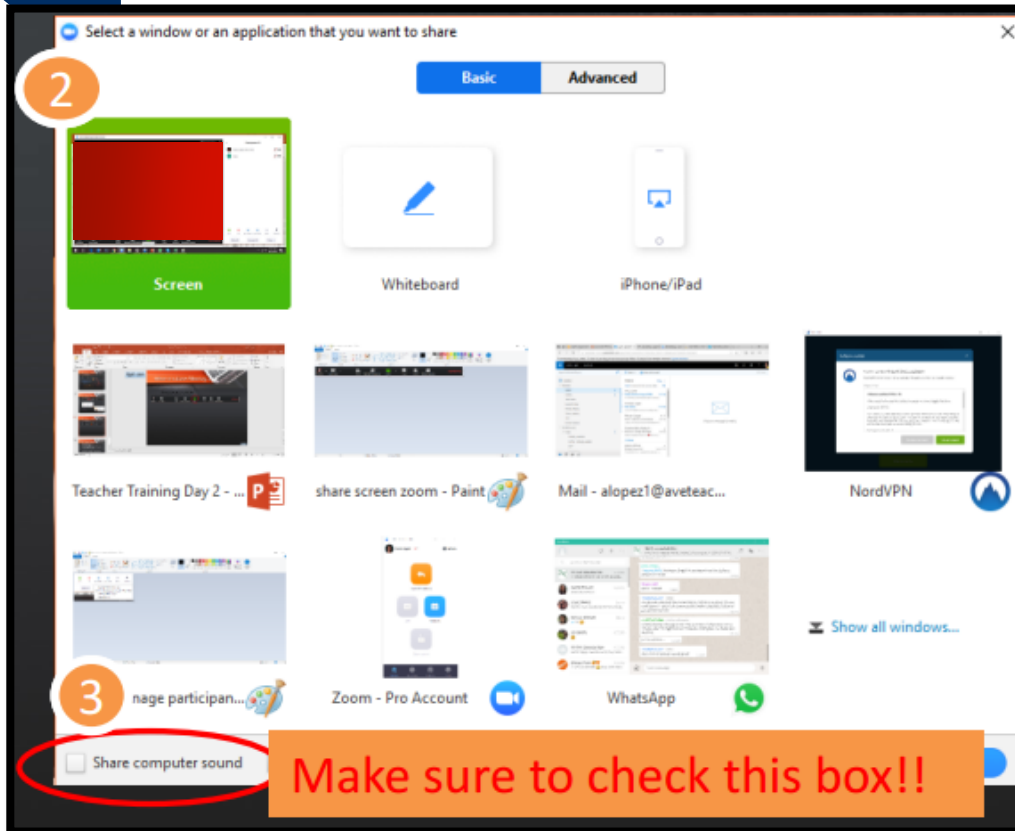 Select a window or an application that you want to share
2
Basic
Advanced
Screen
Whiteboard
iPhone/iPad
Teacher Training Day 2 - ...
share screen zoom - Paint
Mail - alopez1@aveteac...
NordVPN
nage participan...
Zoom - Pro Account
WhatsApp
Show all windows...
3
Share computer sound
Make sure to check this box!!